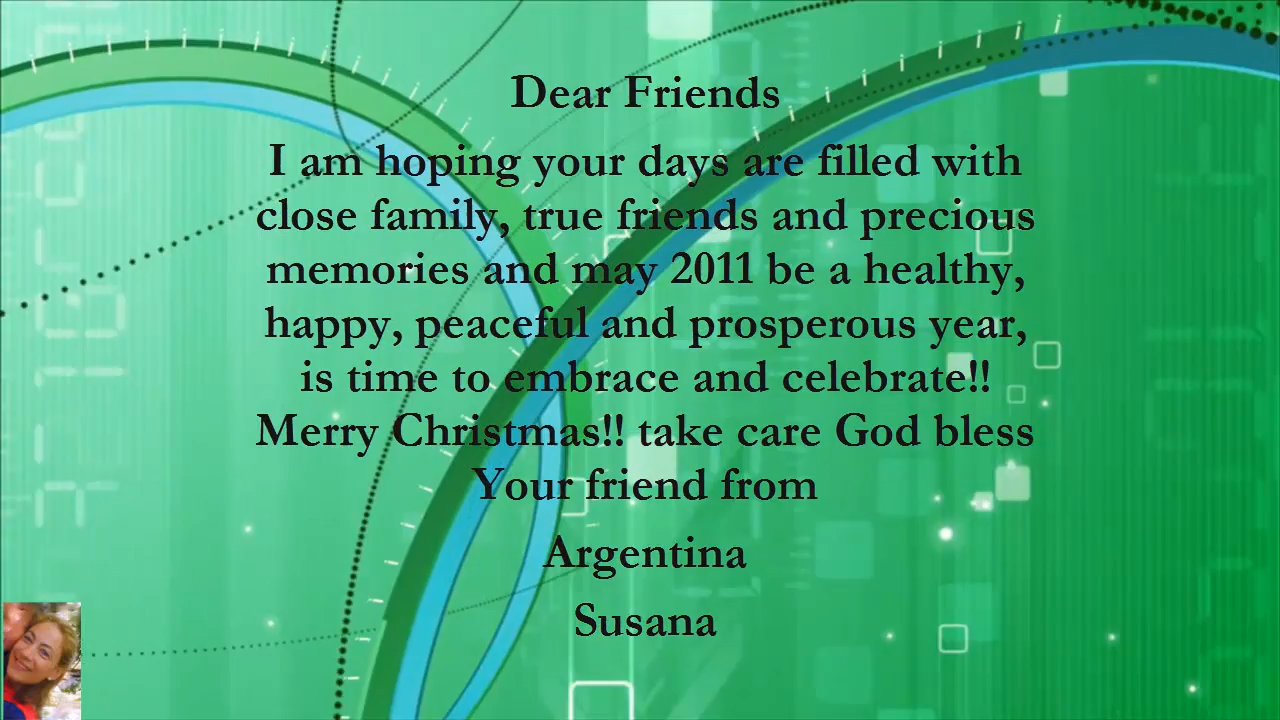 Dear Friends
I am hoping your days are filled with
close family, true friends and precious
memories and may 2011 be a healthy,
happy, peaceful and prosperous year,
is time to embrace and celebrate!!
Merry Christmas!! take care God bless
Your friend from
Argentina
Susana